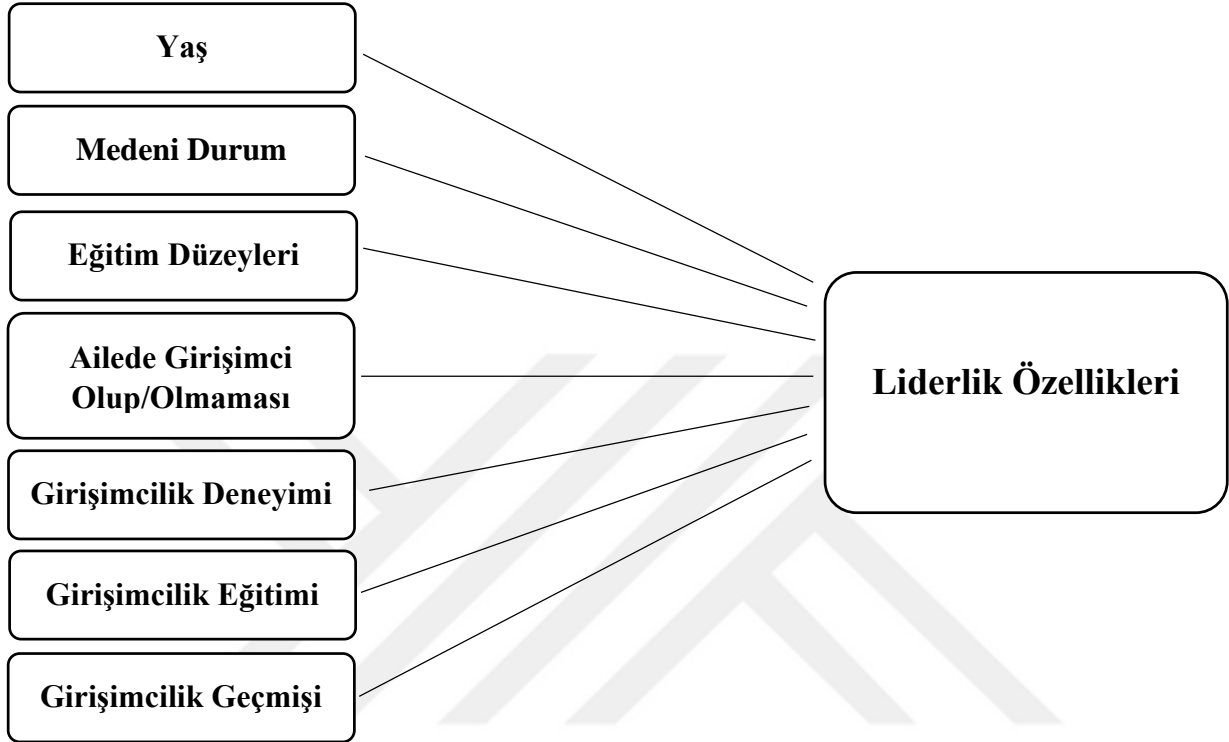 Yaş
Medeni Durum
Eğitim Düzeyleri
Ailede Girişimci
Olup/Olmaması
Girişimcilik Deneyimi
Girişimcilik Eğitimi
Girişimcilik Geçmişi
Liderlik Özellikleri